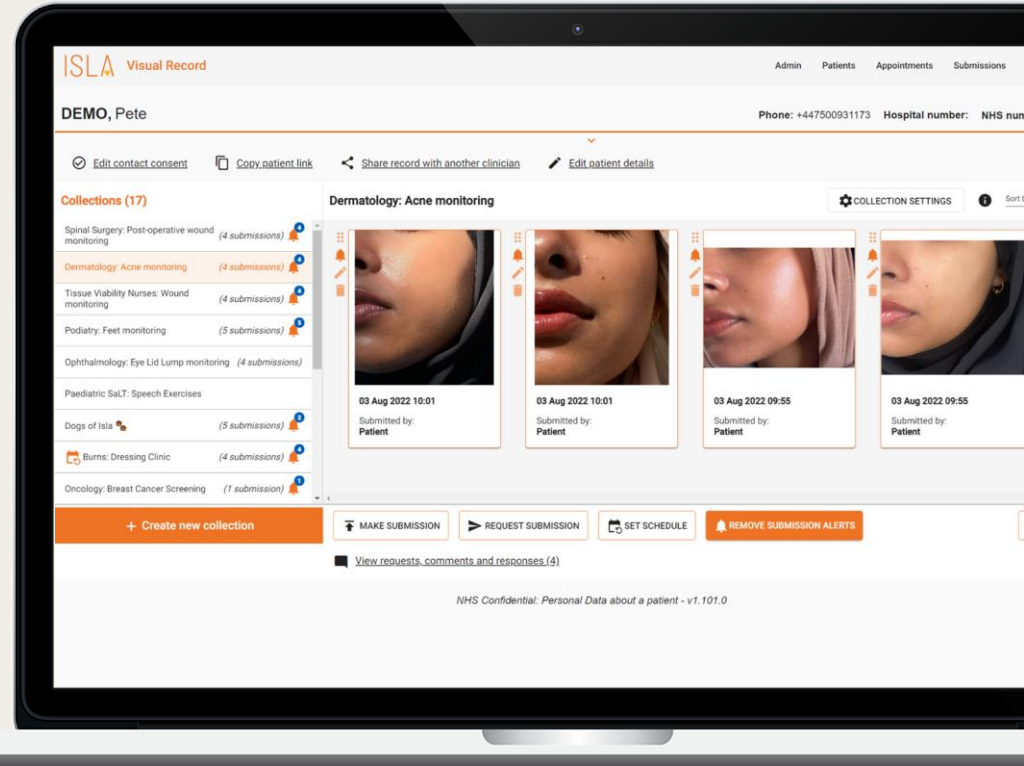 ISLA Visual Record
Admin Patients Appointments Submissions
DEMO, Pete
Phone: +447500931173 Hospital number: NHS num
Edit contact consent Copy patient link Share record with another clinician Edit patient details
Collections (17)
Dermatology: Acne monitoring
COLLECTION SETTINGS
Sort b
Spinal Surgery: Post-operative wound
monitoring
(4 submissions) 4
Dermatology: Acne monitoring (4 submissions) 4
Tissue Viability Nurses: Wound
monitoring
(4 submissions) 4
Podiatry: Feet monitoring (5 submissions) 5
Ophthalmology: Eye Lid Lump monitoring (4 submissions)
Paediatric SaLT: Speech Exercises
Dogs of Isla (5 submissions)
Burns: Dressing Clinic (4 submissions) 4
Oncology: Breast Cancer Screening (1 submission) 1
+ Create new collection
03 Aug 2022 10:01
Submitted by:
Patient
03 Aug 2022 10:01
Submitted by:
Patient
03 Aug 2022 09:55
Submitted by:
Patient
03 Aug 2022 09:55
Submitted by:
Patient
MAKE SUBMISSION REQUEST SUBMISSION SET SCHEDULE REMOVE SUBMISSION ALERTS
View requests, comments and responses (4)
NHS Confidential: Personal Data about a patient - v1.101.0